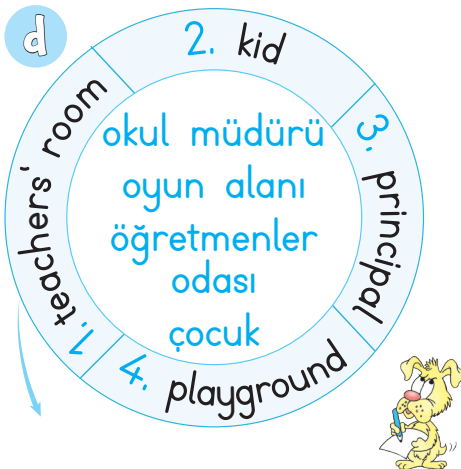 d
1. teachers' room
2. kid
3. principal
4. playground
okul müdürü
oyun alanı
öğretmenler
odası
çocuk